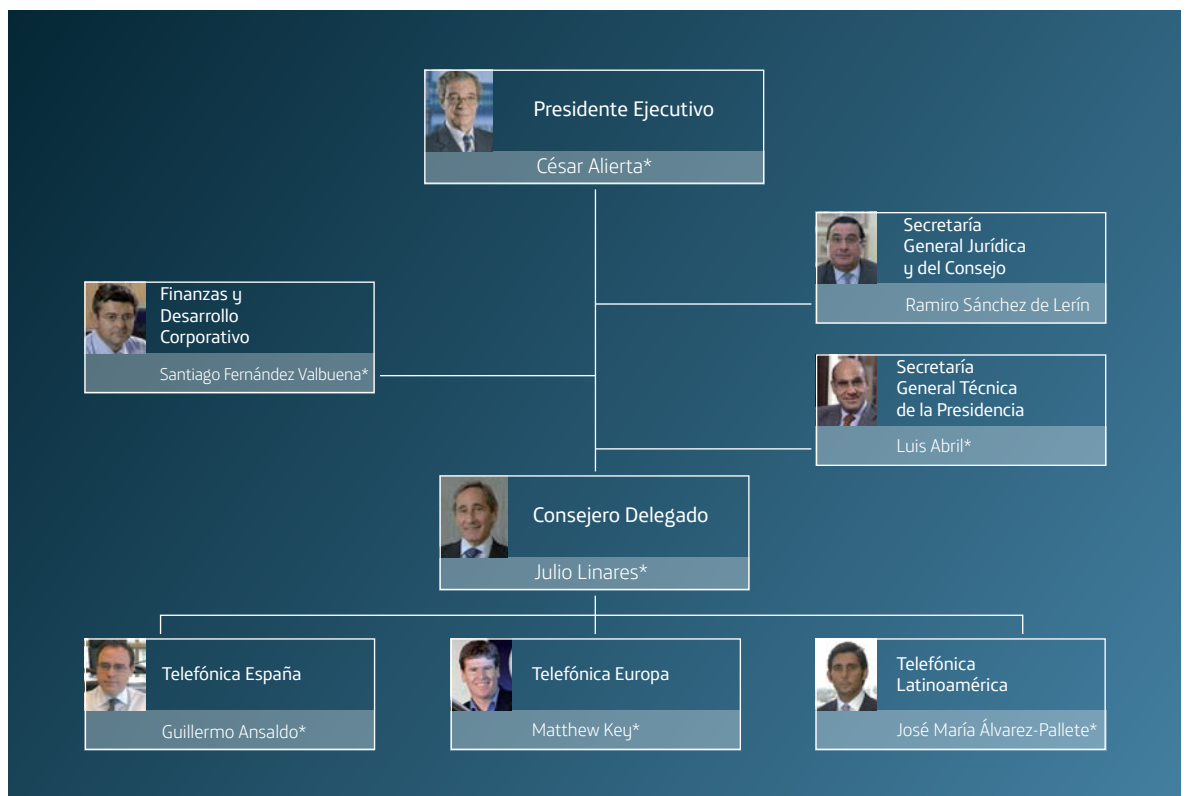 Presidente Ejecutivo
César Alierta*
Secretaría
General Jurídica
y del Consejo
Ramiro Sánchez de Lerín
Finanzas y
Desarrollo
Corporativo
Santiago Fernández Valbuena*
Secretaría
General Técnica
de la Presidencia
Luis Abril*
Consejero Delegado
Julio Linares*
Telefónica España
Guillermo Ansaldo*
Telefónica Europa
Matthew Key*
Telefónica
Latinoamérica
José María Álvarez-Pallete*